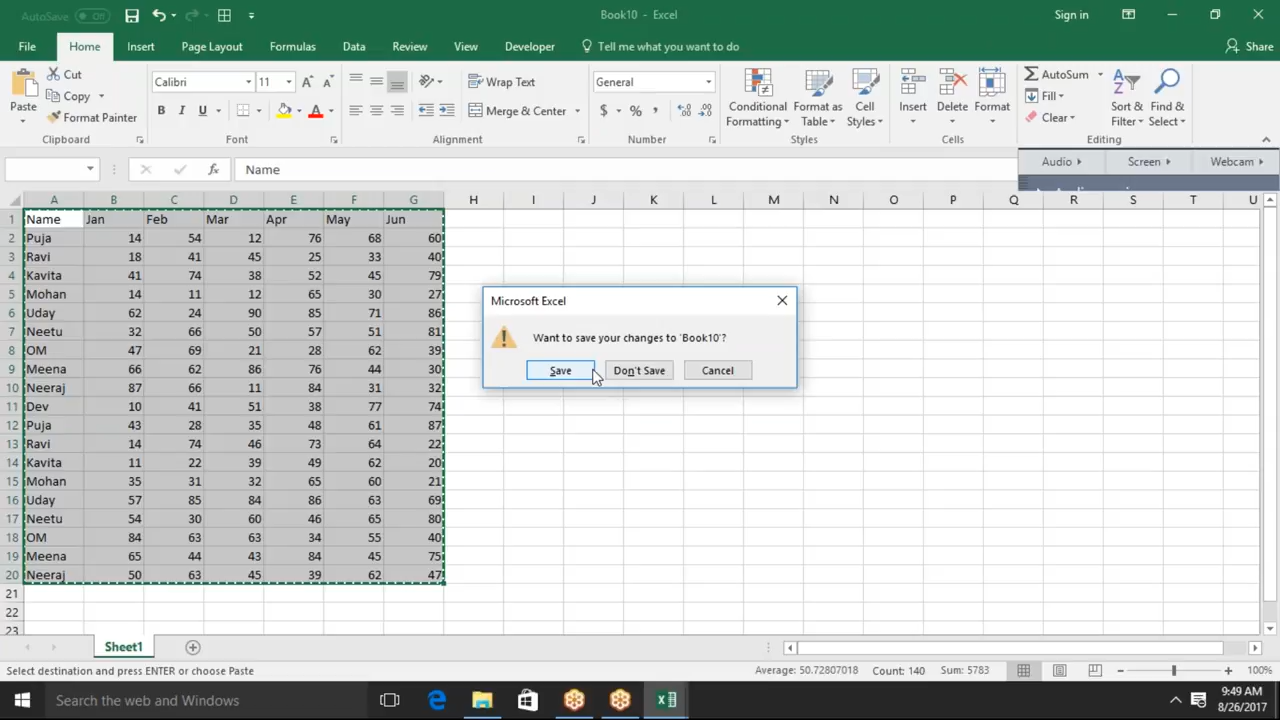 AutoSave Off
Book10 - Excel
Sign in
File Home Insert Page Layout Formulas Data Review View Developer Tell me what you want to do Share
Paste
Cut
Copy
Format Painter
Clipboard
Calibri 11
B I U
Font
Wrap Text
Merge & Center
Alignment
General
$ % ,
Number
Conditional Formatting
Format as Table
Cell Styles
Styles
Insert
Delete
Format
Cells
AutoSum
Fill
Clear
Sort & Filter
Find & Select
Editing
fx Name
Audio Screen Webcam
A B C D E F G H I J K L M N O P Q R S T U
1 Name Jan Feb Mar Apr May Jun
2 Puja 14 54 12 76 68 60
3 Ravi 18 41 45 25 33 40
4 Kavita 41 74 38 52 45 79
5 Mohan 14 11 12 65 30 27
6 Uday 62 24 90 85 71 86
7 Neetu 32 66 50 57 51 81
8 OM 47 69 21 28 62 39
9 Meena 66 62 86 76 44 30
10 Neeraj 87 66 11 84 31 32
11 Dev 10 41 51 38 77 74
12 Puja 43 28 35 48 61 87
13 Ravi 14 74 46 73 64 22
14 Kavita 11 22 39 49 62 20
15 Mohan 35 31 32 65 60 21
16 Uday 57 85 84 86 63 69
17 Neetu 54 30 60 46 65 80
18 OM 84 63 63 34 55 40
19 Meena 65 44 43 84 45 75
20 Neeraj 50 63 45 39 62 47
21
22
23
Microsoft Excel
Want to save your changes to 'Book10'?
Save Don't Save Cancel
Sheet1
Select destination and press ENTER or choose Paste
Average: 50.72807018 Count: 140 Sum: 5783
100%
Search the web and Windows
9:49 AM
8/26/2017